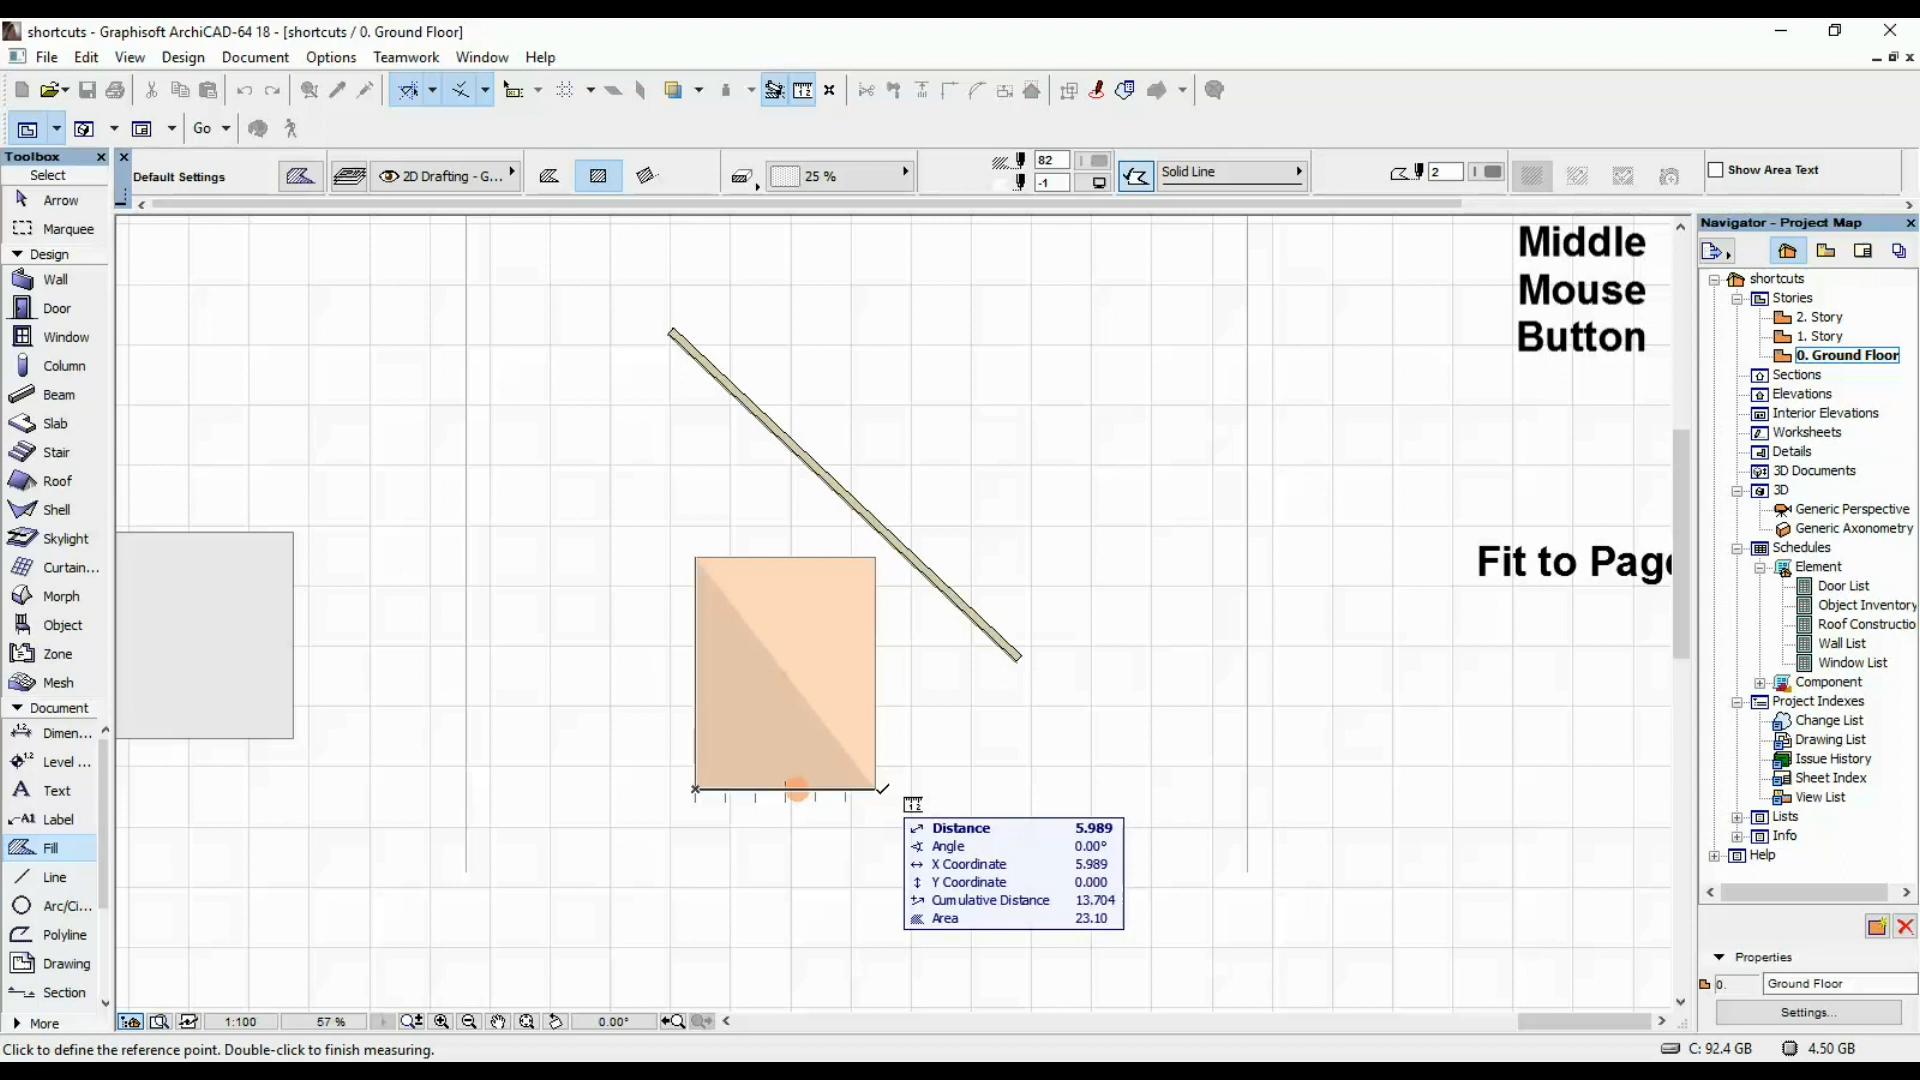 shortcuts - Graphisoft ArchiCAD-64 18 - [shortcuts / 0. Ground Floor]
File Edit View Design Document Options Teamwork Window Help
Go
Toolbox
Select
Default Settings
2D Drafting - G...
25 %
82
-1
Solid Line
2
Show Area Text
Arrow
Marquee
Design
Wall
Door
Window
Column
Beam
Slab
Stair
Roof
Shell
Skylight
Curtain...
Morph
Object
Zone
Mesh
Document
Dimen...
Level ...
Text
Label
Fill
Line
Arc/Ci...
Polyline
Drawing
Section
More
Middle
Mouse
Button
Fit to Page
Distance 5.989
Angle 0.00°
X Coordinate 5.989
Y Coordinate 0.000
Cumulative Distance 13.704
Area 23.10
Navigator - Project Map
shortcuts
Stories
2. Story
1. Story
0. Ground Floor
Sections
Elevations
Interior Elevations
Worksheets
Details
3D Documents
3D
Generic Perspective
Generic Axonometry
Schedules
Element
Door List
Object Inventory
Roof Constructio
Wall List
Window List
Component
Project Indexes
Change List
Drawing List
Issue History
Sheet Index
View List
Lists
Info
Help
Properties
0. Ground Floor
Settings...
1:100 57 % 0.00°
Click to define the reference point. Double-click to finish measuring.
C: 92.4 GB 4.50 GB